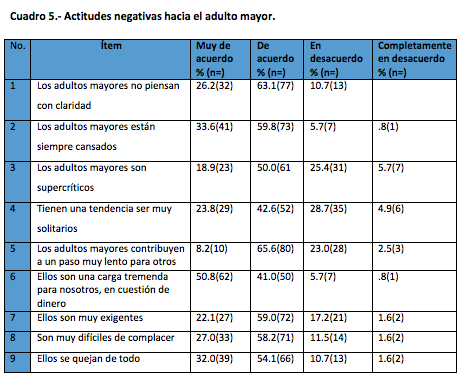 Cuadro 5.- Actitudes negativas hacia el adulto mayor.
No. Ítem Muy de De En Completamente
acuerdo acuerdo desacuerdo en desacuerdo
% (n=) % (n=) % (n=) % (n=)
1 Los adultos mayores no piensan 26.2(32) 63.1(77) 10.7(13)
con claridad
2 Los adultos mayores están 33.6(41) 59.8(73) 5.7(7) .8(1)
siempre cansados
3 Los adultos mayores son 18.9(23) 50.0(61 25.4(31) 5.7(7)
supercríticos
4 Tienen una tendencia ser muy 23.8(29) 42.6(52) 28.7(35) 4.9(6)
solitarios
5 Los adultos mayores contribuyen 8.2(10) 65.6(80) 23.0(28) 2.5(3)
a un paso muy lento para otros
6 Ellos son una carga tremenda 50.8(62) 41.0(50) 5.7(7) .8(1)
para nosotros, en cuestión de
dinero
7 Ellos son muy exigentes 22.1(27) 59.0(72) 17.2(21) 1.6(2)
8 Son muy difíciles de complacer 27.0(33) 58.2(71) 11.5(14) 1.6(2)
9 Ellos se quejan de todo 32.0(39) 54.1(66) 10.7(13) 1.6(2)